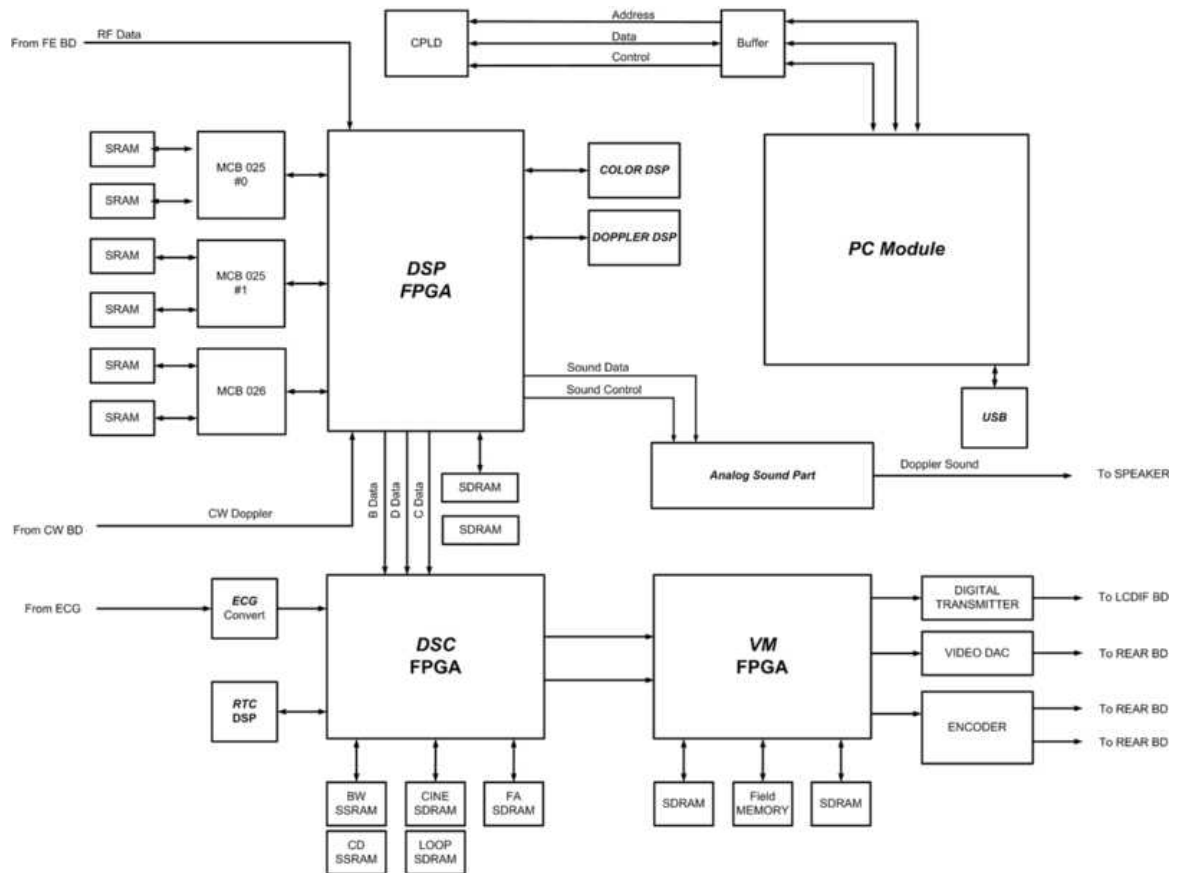 Address
From FE BD
RF Data
CPLD
Data
Buffer
Control
SRAM
MCB 025
#0
SRAM
COLOR DSP
DOPPLER DSP
PC Module
SRAM
MCB 025
#1
SRAM
DSP
FPGA
SRAM
MCB 026
SRAM
Sound Data
Sound Control
USB
Analog Sound Part
Doppler Sound
To SPEAKER
B Data
D Data
C Data
SDRAM
SDRAM
CW Doppler
From CW BD
From ECG
ECG
Convert
DSC
FPGA
VM
FPGA
DIGITAL
TRANSMITTER
To LCDIF BD
VIDEO DAC
To REAR BD
RTC
DSP
ENCODER
To REAR BD
To REAR BD
BW
SSRAM
CINE
SDRAM
FA
SDRAM
SDRAM
Field
MEMORY
SDRAM
CD
SSRAM
LOOP
SDRAM